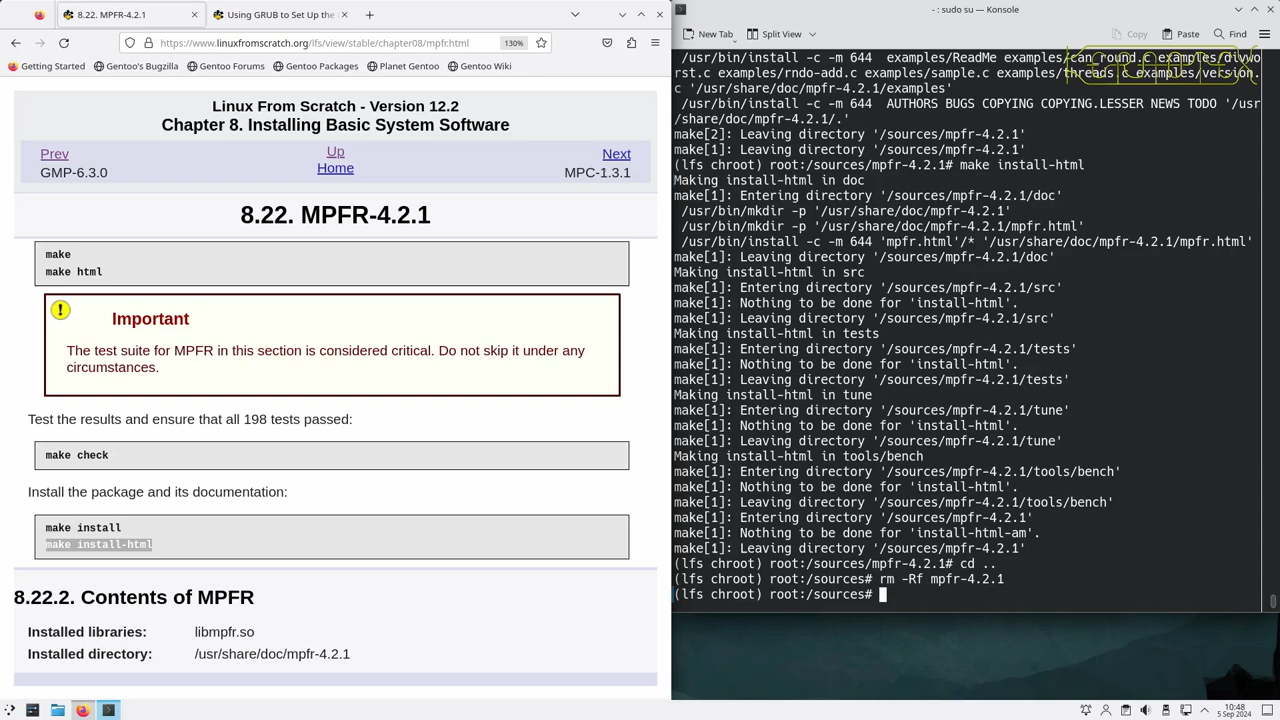 8.22. MPFR-4.2.1
Using GRUB to Set Up the
https://www.linuxfromscratch.org/lfs/view/stable/chapter08/mpfr.html
130%
Getting Started
Gentoo's Bugzilla
Gentoo Forums
Gentoo Packages
Planet Gentoo
Gentoo Wiki
Linux From Scratch - Version 12.2
Chapter 8. Installing Basic System Software
Prev
Up
Next
GMP-6.3.0
Home
MPC-1.3.1
8.22. MPFR-4.2.1
make
make html
Important
The test suite for MPFR in this section is considered critical. Do not skip it under any
circumstances.
Test the results and ensure that all 198 tests passed:
make check
Install the package and its documentation:
make install
make install-html
8.22.2. Contents of MPFR
Installed libraries: libmpfr.so
Installed directory: /usr/share/doc/mpfr-4.2.1
- : sudo su — Konsole
New Tab
Split View
Copy
Paste
Find
/usr/bin/install -c -m 644  examples/ReadMe examples/can_round.c examples/divwo
rst.c examples/rndo-add.c examples/sample.c examples/threads.c examples/version.
c '/usr/share/doc/mpfr-4.2.1/examples'
/usr/bin/install -c -m 644  AUTHORS BUGS COPYING COPYING.LESSER NEWS TODO '/usr
/share/doc/mpfr-4.2.1/.'
make[2]: Leaving directory '/sources/mpfr-4.2.1'
make[1]: Leaving directory '/sources/mpfr-4.2.1'
(lfs chroot) root:/sources/mpfr-4.2.1# make install-html
Making install-html in doc
make[1]: Entering directory '/sources/mpfr-4.2.1/doc'
/usr/bin/mkdir -p '/usr/share/doc/mpfr-4.2.1'
/usr/bin/mkdir -p '/usr/share/doc/mpfr-4.2.1/mpfr.html'
/usr/bin/install -c -m 644 'mpfr.html'/* '/usr/share/doc/mpfr-4.2.1/mpfr.html'
make[1]: Leaving directory '/sources/mpfr-4.2.1/doc'
Making install-html in src
make[1]: Entering directory '/sources/mpfr-4.2.1/src'
make[1]: Nothing to be done for 'install-html'.
make[1]: Leaving directory '/sources/mpfr-4.2.1/src'
Making install-html in tests
make[1]: Entering directory '/sources/mpfr-4.2.1/tests'
make[1]: Nothing to be done for 'install-html'.
make[1]: Leaving directory '/sources/mpfr-4.2.1/tests'
Making install-html in tune
make[1]: Entering directory '/sources/mpfr-4.2.1/tune'
make[1]: Nothing to be done for 'install-html'.
make[1]: Leaving directory '/sources/mpfr-4.2.1/tune'
Making install-html in tools/bench
make[1]: Entering directory '/sources/mpfr-4.2.1/tools/bench'
make[1]: Nothing to be done for 'install-html'.
make[1]: Leaving directory '/sources/mpfr-4.2.1/tools/bench'
make[1]: Entering directory '/sources/mpfr-4.2.1'
make[1]: Nothing to be done for 'install-html-am'.
make[1]: Leaving directory '/sources/mpfr-4.2.1'
(lfs chroot) root:/sources/mpfr-4.2.1# cd ..
(lfs chroot) root:/sources# rm -Rf mpfr-4.2.1
(lfs chroot) root:/sources#
10:48
5 Sep 2024